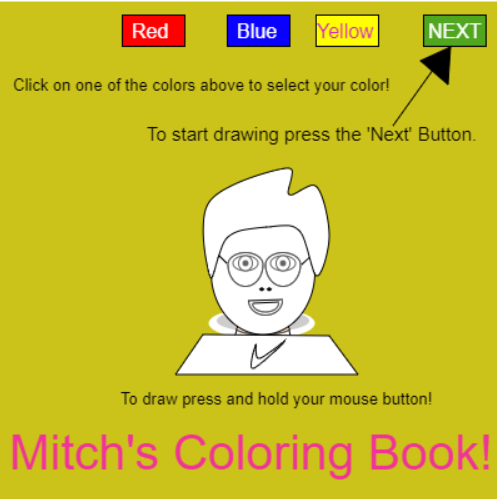 Red Blue Yellow NEXT
Click on one of the colors above to select your color!
To start drawing press the 'Next' Button.
To draw press and hold your mouse button!
Mitch's Coloring Book!